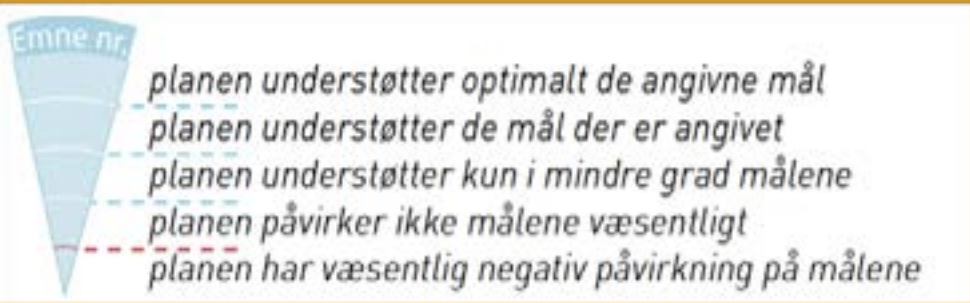 Emne nr.
planen understøtter optimalt de angivne mål
planen understøtter de mål der er angivet
planen understøtter kun i mindre grad målene
planen påvirker ikke målene væsentligt
planen har væsentlig negativ påvirkning på målene